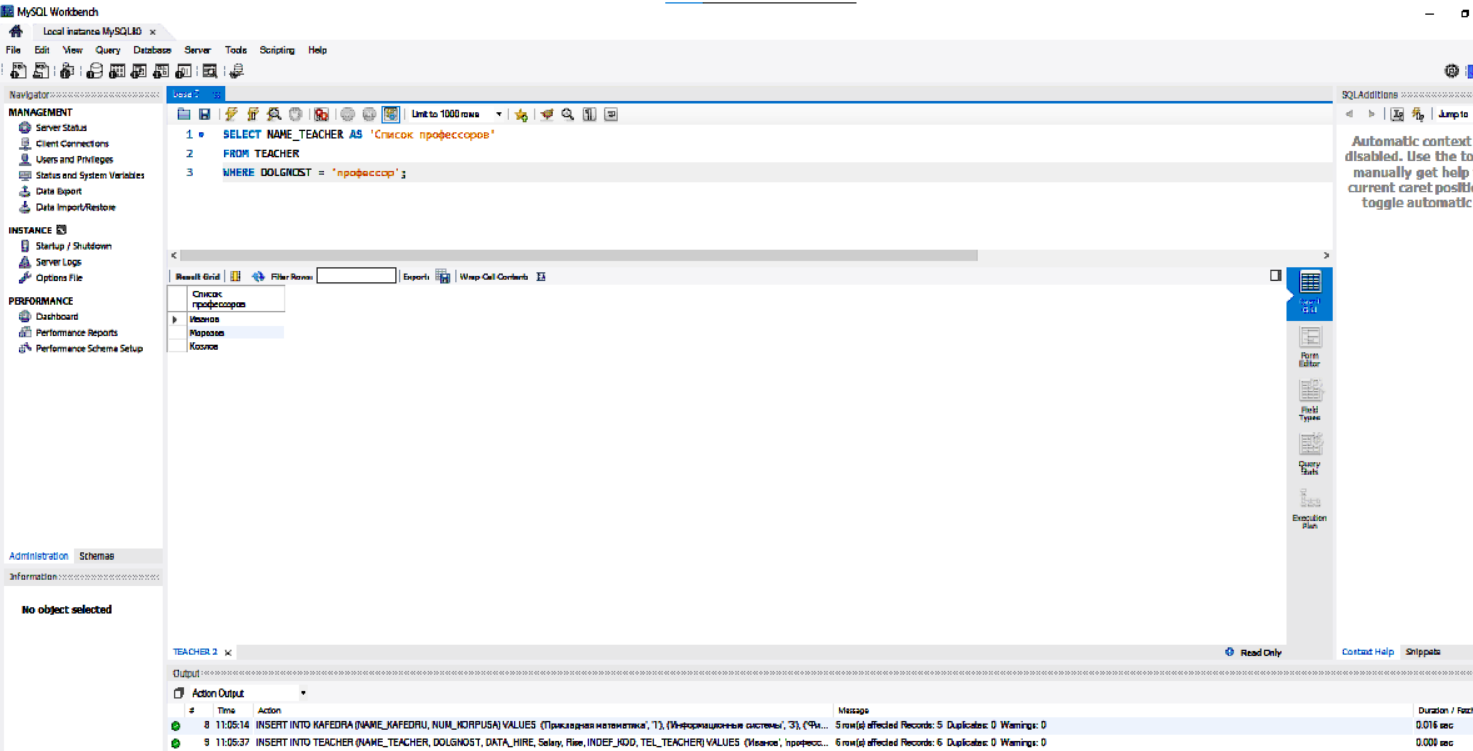 MySQL Workbench
Local instance MySQL80 ×
File Edit View Query Database Server Tools Scripting Help
Navigator
SQLAdditions
MANAGEMENT
Server Status
Client Connections
Users and Privileges
Status and System Variables
Data Export
Data Import/Restore
INSTANCE
Startup / Shutdown
Server Logs
Options File
PERFORMANCE
Dashboard
Performance Reports
Performance Schema Setup
Administration Schemas
Information
No object selected
Limit to 1000 rows
1 SELECT NAME_TEACHER AS 'Список профессоров'
2 FROM TEACHER
3 WHERE DOLGNOST = 'профессор';
Result Grid Filter Rows: Export: Wrap Cell Content:
Список
профессоров
Иванов
Морозов
Козлов
Form
Editor
Field
Types
Query
Stats
Execution
Plan
TEACHER 2 ×
Read Only
Jump to
Automatic context
disabled. Use the to
manually get help
current caret positi
toggle automatic
Context Help Snippets
Output
Action Output
# Time Action Message Duration / Fetch
8 11:05:14 INSERT INTO KAFEDRA (NAME_KAFEDRU, NUM_KORPUSA) VALUES ('Прикладная математика', '1'), ('Информационные системы', '3), ('Фи... 5 row(s) affected Records: 5 Duplicates: 0 Warnings: 0 0.016 sec
9 11:05:37 INSERT INTO TEACHER (NAME_TEACHER, DOLGNOST, DATA_HIRE, Salary, Rise, INDEF_KOD, TEL_TEACHER) VALUES ('Иванов', 'професс... 6 row(s) affected Records: 6 Duplicates: 0 Warnings: 0 0.000 sec